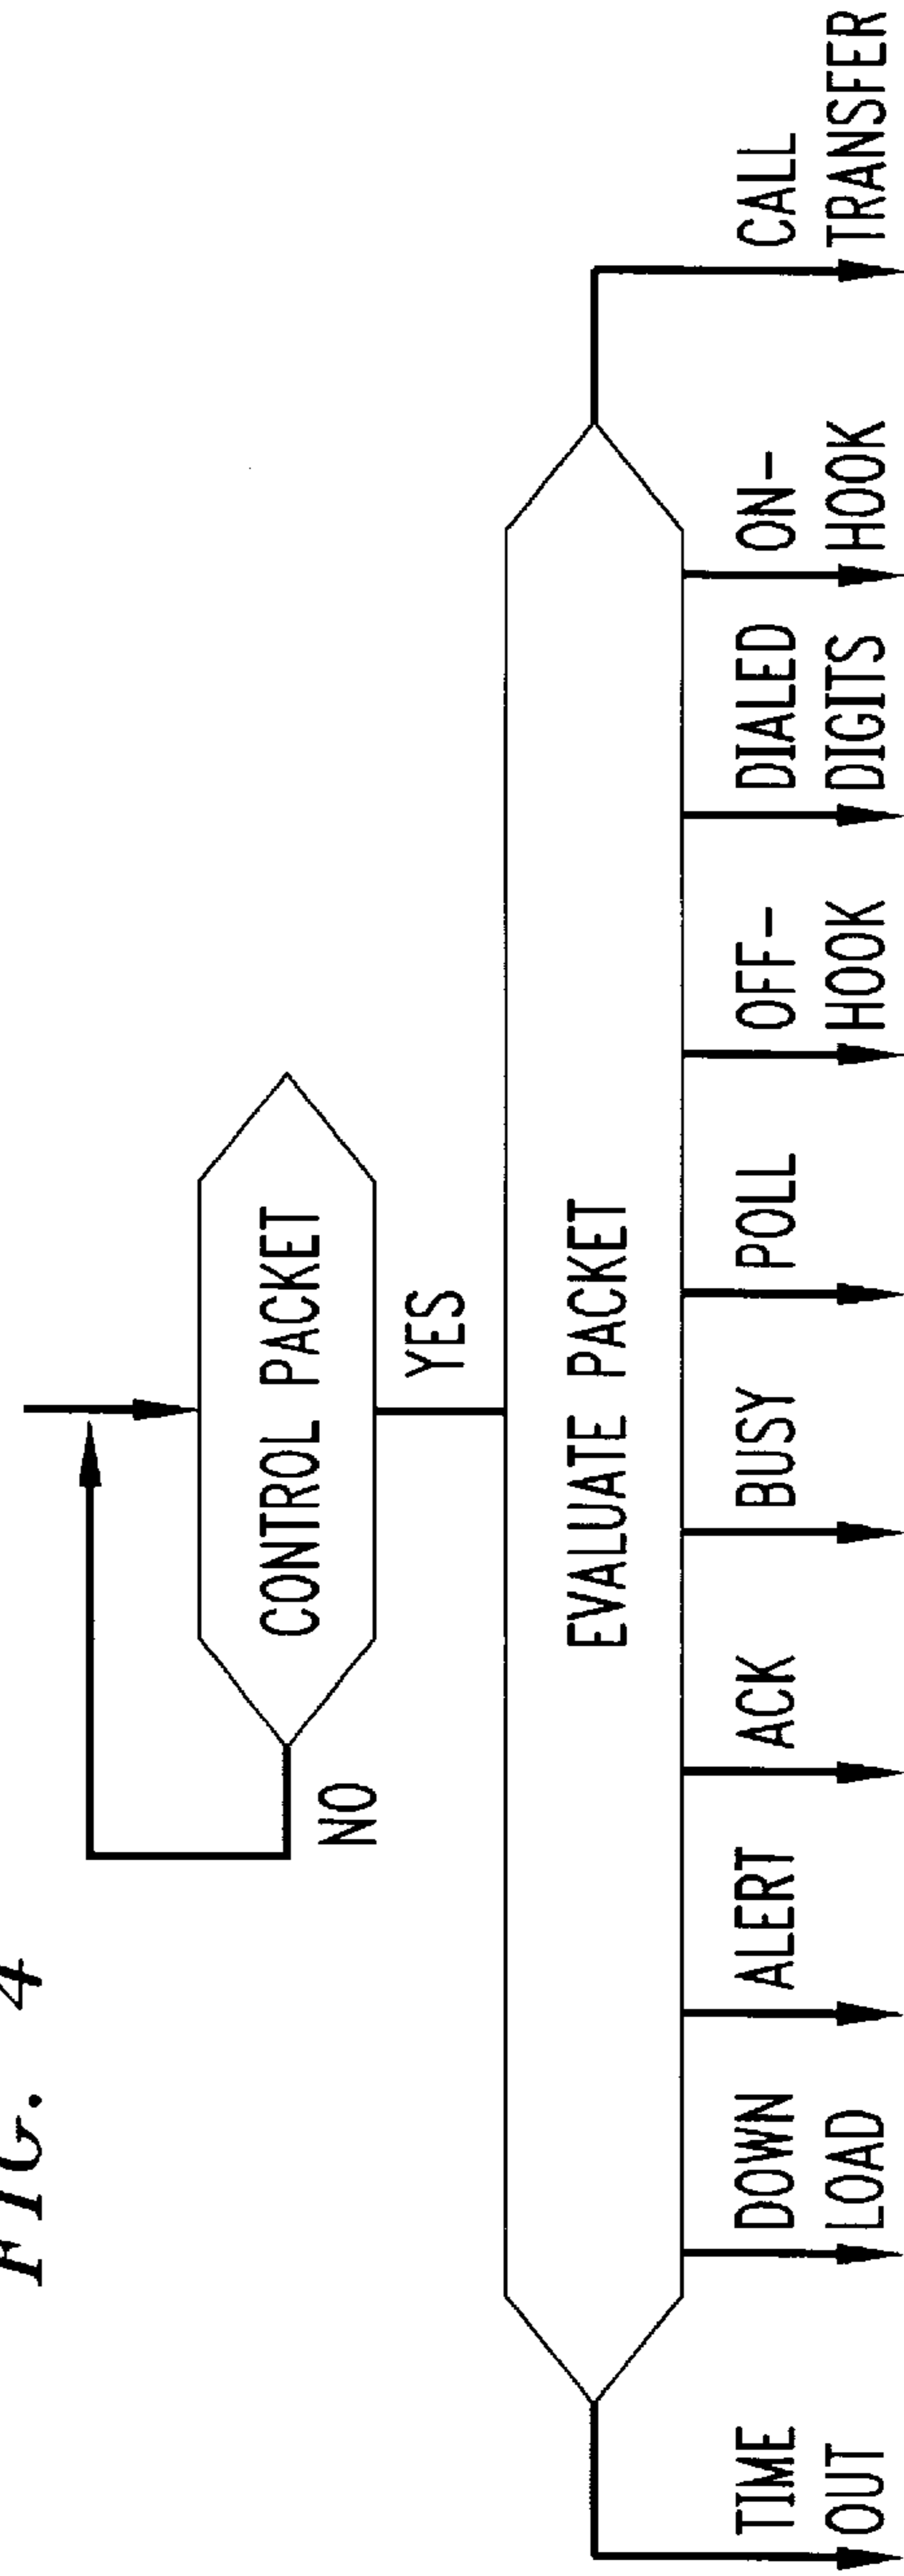 FIG. 4
CONTROL PACKET
NO
YES
EVALUATE PACKET
TIME
OUT
DOWN
LOAD
ALERT
ACK
BUSY
POLL
OFF-
HOOK
DIALED
DIGITS
ON-
HOOK
CALL
TRANSFER